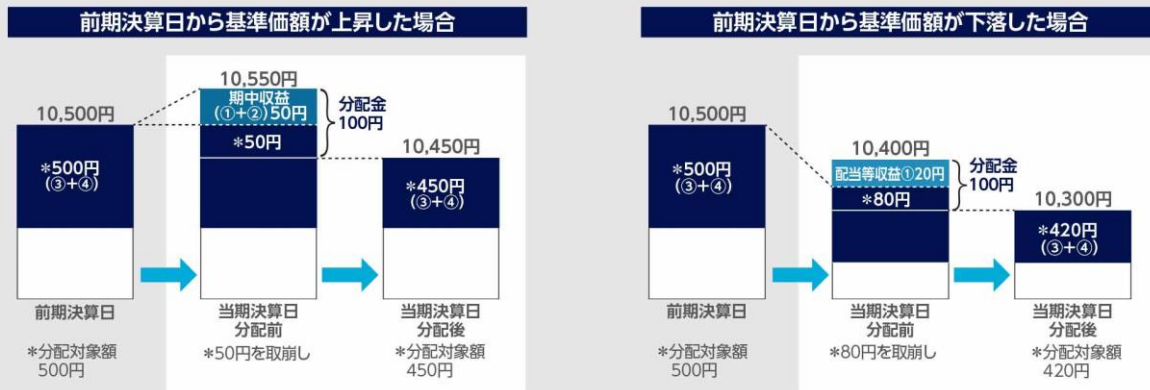 前期決算日から基準価額が上昇した場合
10,500円
*500円
(③+④)
前期決算日
*分配対象額
500円
10,550円
期中収益
(①+②)50円
*50円
分配金
100円
当期決算日
分配前
*50円を取崩し
10,450円
*450円
(③+④)
当期決算日
分配後
*分配対象額
450円
前期決算日から基準価額が下落した場合
10,500円
*500円
(③+④)
前期決算日
*分配対象額
500円
10,400円
配当等収益①20円
*80円
分配金
100円
当期決算日
分配前
*80円を取崩し
10,300円
*420円
(③+④)
当期決算日
分配後
*分配対象額
420円